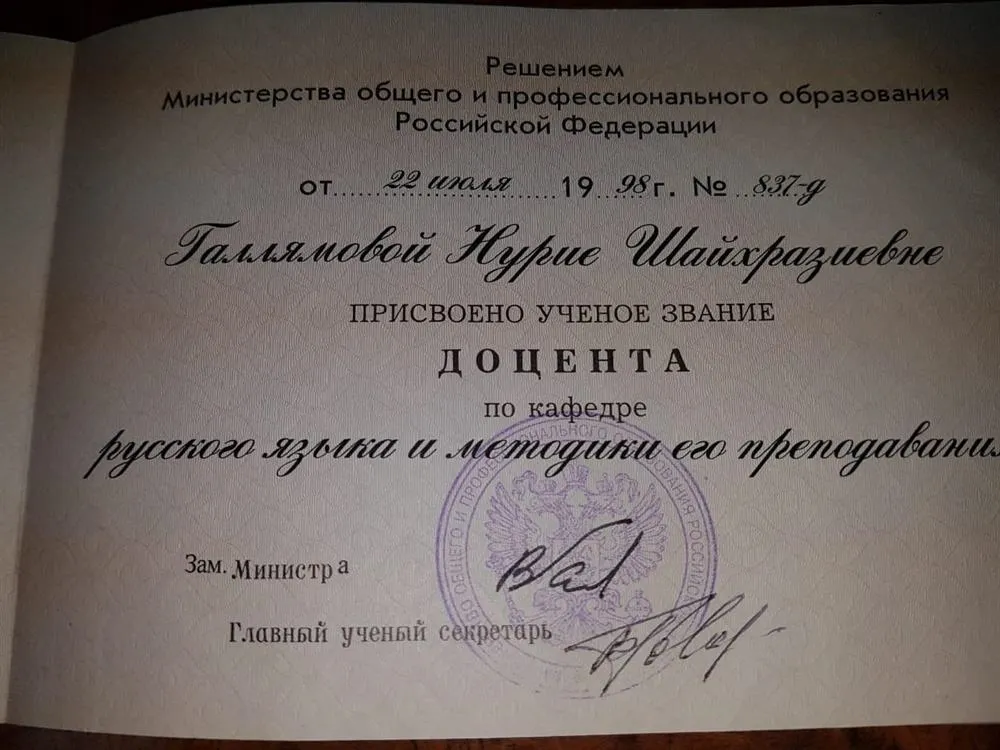 Решением
Министерства общего и профессионального образования
Российской Федерации
от 22 июля 1998 г. № 837-д
Галлямовой Нурие Шайхразиевне
ПРИСВОЕНО УЧЕНОЕ ЗВАНИЕ
ДОЦЕНТА
по кафедре
русского языка и методики его преподавания
Зам. Министра
Главный ученый секретарь